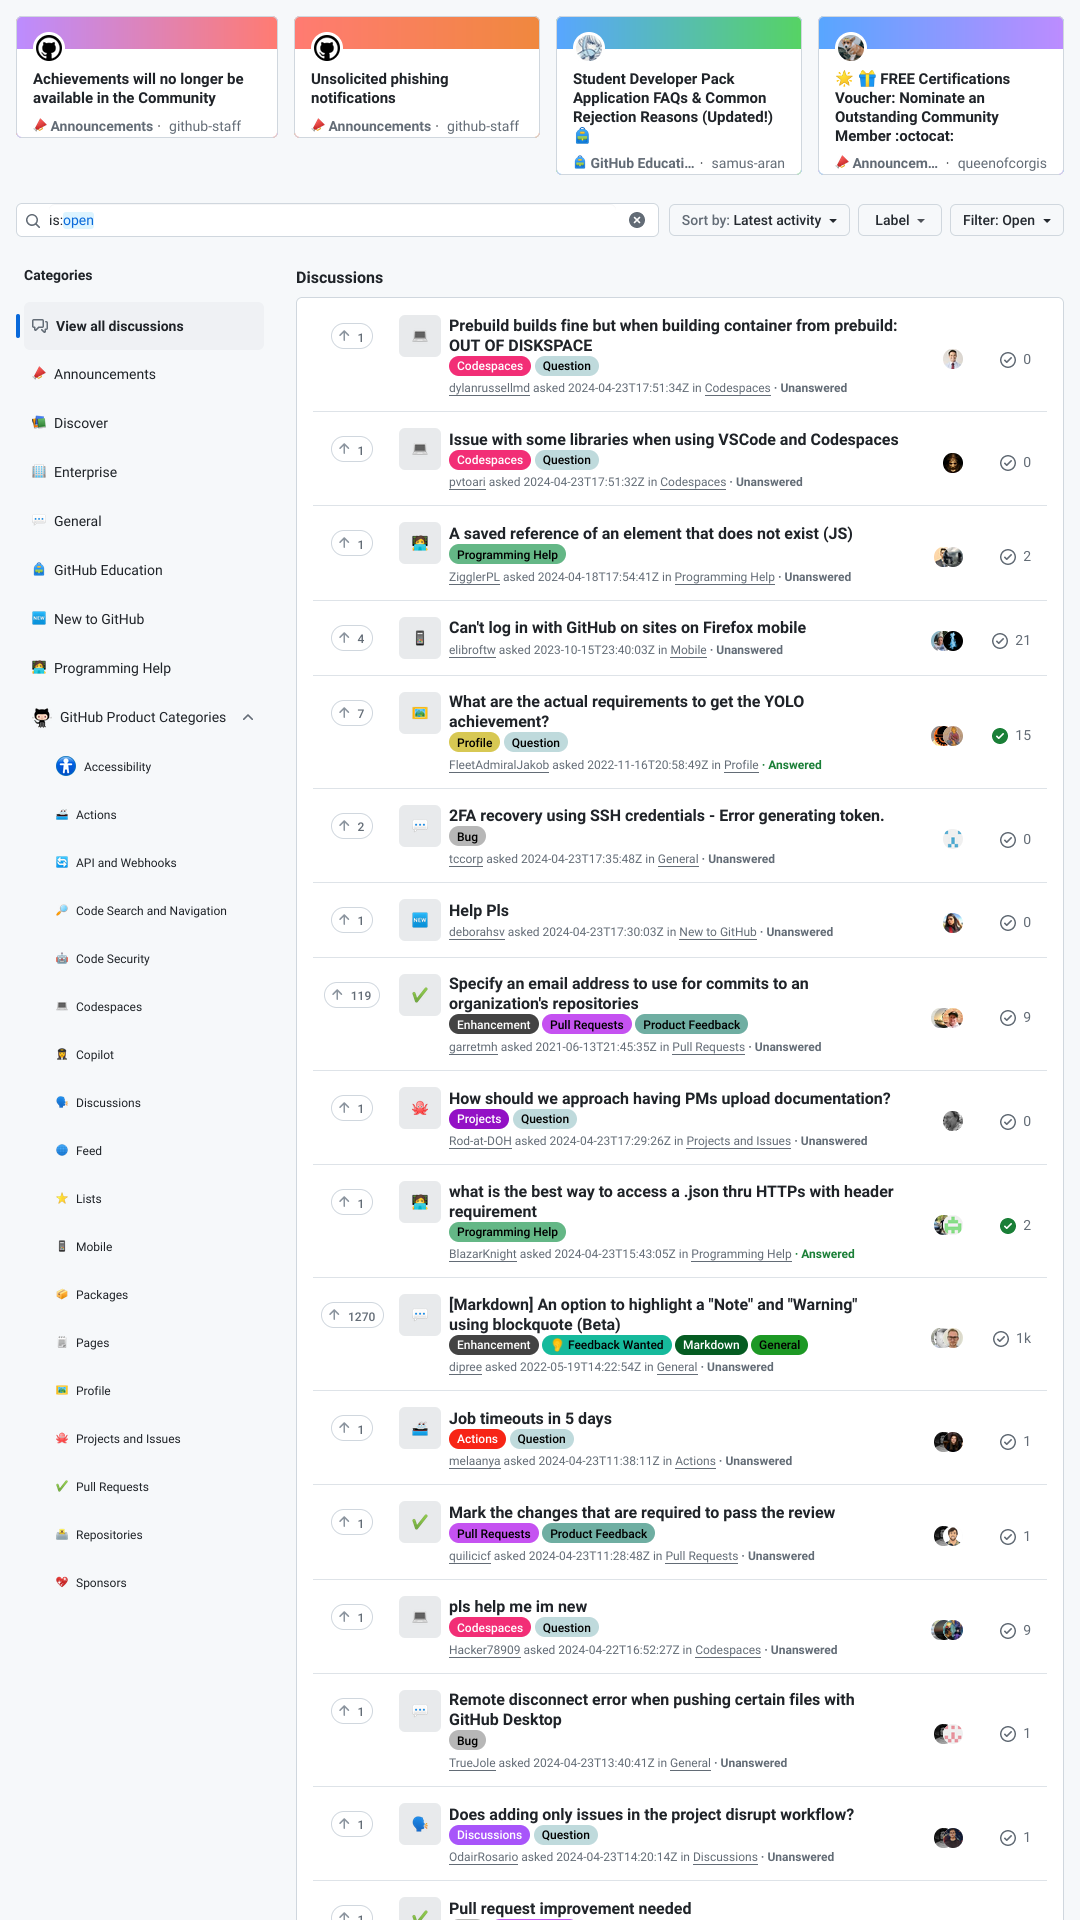 Achievements will no longer be
available in the Community
Announcements · github-staff
Unsolicited phishing
notifications
Announcements · github-staff
Student Developer Pack
Application FAQs & Common
Rejection Reasons (Updated!)
GitHub Educati... · samus-aran
🌟 🎁 FREE Certifications
Voucher: Nominate an
Outstanding Community
Member :octocat:
Announcem... · queenofcorgis
is:open
Sort by: Latest activity
Label
Filter: Open
Categories
View all discussions
Announcements
Discover
Enterprise
General
GitHub Education
New to GitHub
Programming Help
GitHub Product Categories
Accessibility
Actions
API and Webhooks
Code Search and Navigation
Code Security
Codespaces
Copilot
Discussions
Feed
Lists
Mobile
Packages
Pages
Profile
Projects and Issues
Pull Requests
Repositories
Sponsors
Discussions
1
Prebuild builds fine but when building container from prebuild:
OUT OF DISKSPACE
Codespaces Question
dylanrussellmd asked 2024-04-23T17:51:34Z in Codespaces · Unanswered
0
1
Issue with some libraries when using VSCode and Codespaces
Codespaces Question
pvtoari asked 2024-04-23T17:51:32Z in Codespaces · Unanswered
0
1
A saved reference of an element that does not exist (JS)
Programming Help
ZigglerPL asked 2024-04-18T17:54:41Z in Programming Help · Unanswered
2
4
Can't log in with GitHub on sites on Firefox mobile
elibroftw asked 2023-10-15T23:40:03Z in Mobile · Unanswered
21
7
What are the actual requirements to get the YOLO
achievement?
Profile Question
FleetAdmiralJakob asked 2022-11-16T20:58:49Z in Profile · Answered
15
2
2FA recovery using SSH credentials - Error generating token.
Bug
tccorp asked 2024-04-23T17:35:48Z in General · Unanswered
0
1
NEW
Help Pls
deborahsv asked 2024-04-23T17:30:03Z in New to GitHub · Unanswered
0
119
Specify an email address to use for commits to an
organization's repositories
Enhancement Pull Requests Product Feedback
garretmh asked 2021-06-13T21:45:35Z in Pull Requests · Unanswered
9
1
How should we approach having PMs upload documentation?
Projects Question
Rod-at-DOH asked 2024-04-23T17:29:26Z in Projects and Issues · Unanswered
0
1
what is the best way to access a .json thru HTTPs with header
requirement
Programming Help
BlazarKnight asked 2024-04-23T15:43:05Z in Programming Help · Answered
2
1270
[Markdown] An option to highlight a "Note" and "Warning"
using blockquote (Beta)
Enhancement 💡 Feedback Wanted Markdown General
dipree asked 2022-05-19T14:22:54Z in General · Unanswered
1k
1
Job timeouts in 5 days
Actions Question
melaanya asked 2024-04-23T11:38:11Z in Actions · Unanswered
1
1
Mark the changes that are required to pass the review
Pull Requests Product Feedback
quilicicf asked 2024-04-23T11:28:48Z in Pull Requests · Unanswered
1
1
pls help me im new
Codespaces Question
Hacker78909 asked 2024-04-22T16:52:27Z in Codespaces · Unanswered
9
1
Remote disconnect error when pushing certain files with
GitHub Desktop
Bug
TrueJole asked 2024-04-23T13:40:41Z in General · Unanswered
1
1
Does adding only issues in the project disrupt workflow?
Discussions Question
OdairRosario asked 2024-04-23T14:20:14Z in Discussions · Unanswered
1
1
Pull request improvement needed